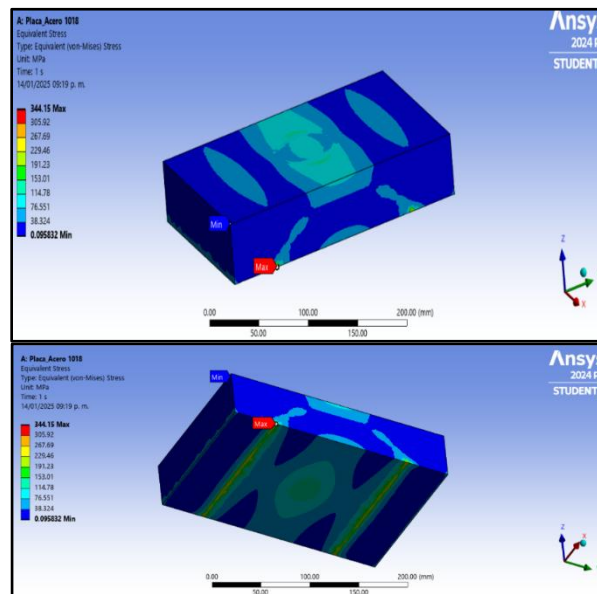 A: Placa_Acero 1018
Equivalent Stress
Type: Equivalent (von-Mises) Stress
Unit: MPa
Time: 1 s
14/01/2025 09:19 p. m.
344.15 Max
305.92
267.69
229.46
191.23
153.01
114.78
76.551
38.324
0.095832 Min
Ansys
2024
STUDENT
Min
Max
Z
X
0.00 100.00 200.00 (mm)
50.00 150.00
A: Placa_Acero 1018
Equivalent Stress
Type: Equivalent (von-Mises) Stress
Unit: MPa
Time: 1 s
14/01/2025 09:19 p. m.
344.15 Max
305.92
267.69
229.46
191.23
153.01
114.78
76.551
38.324
0.095832 Min
Ansys
2024
STUDENT
Min
Max
Z
X
0.00 100.00 200.00 (mm)
50.00 150.00